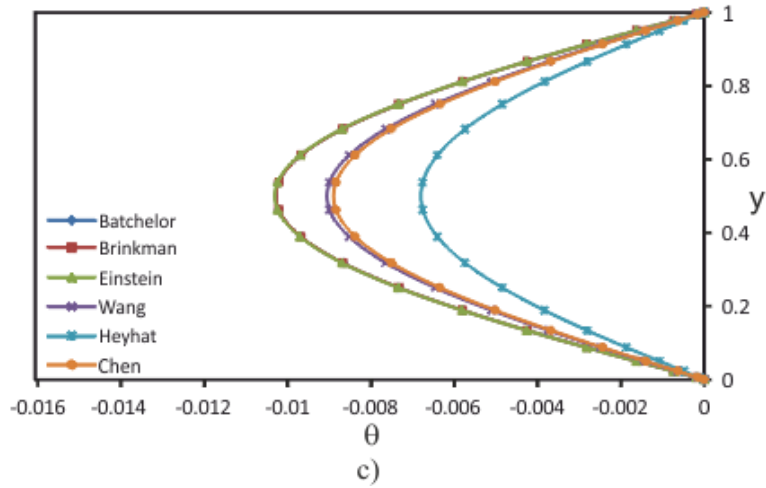 1
0.8
0.6
y
0.4
0.2
0
Batchelor
Brinkman
Einstein
Wang
Heyhat
Chen
-0.016 -0.014 -0.012 -0.01 -0.008 -0.006 -0.004 -0.002 0
θ
c)